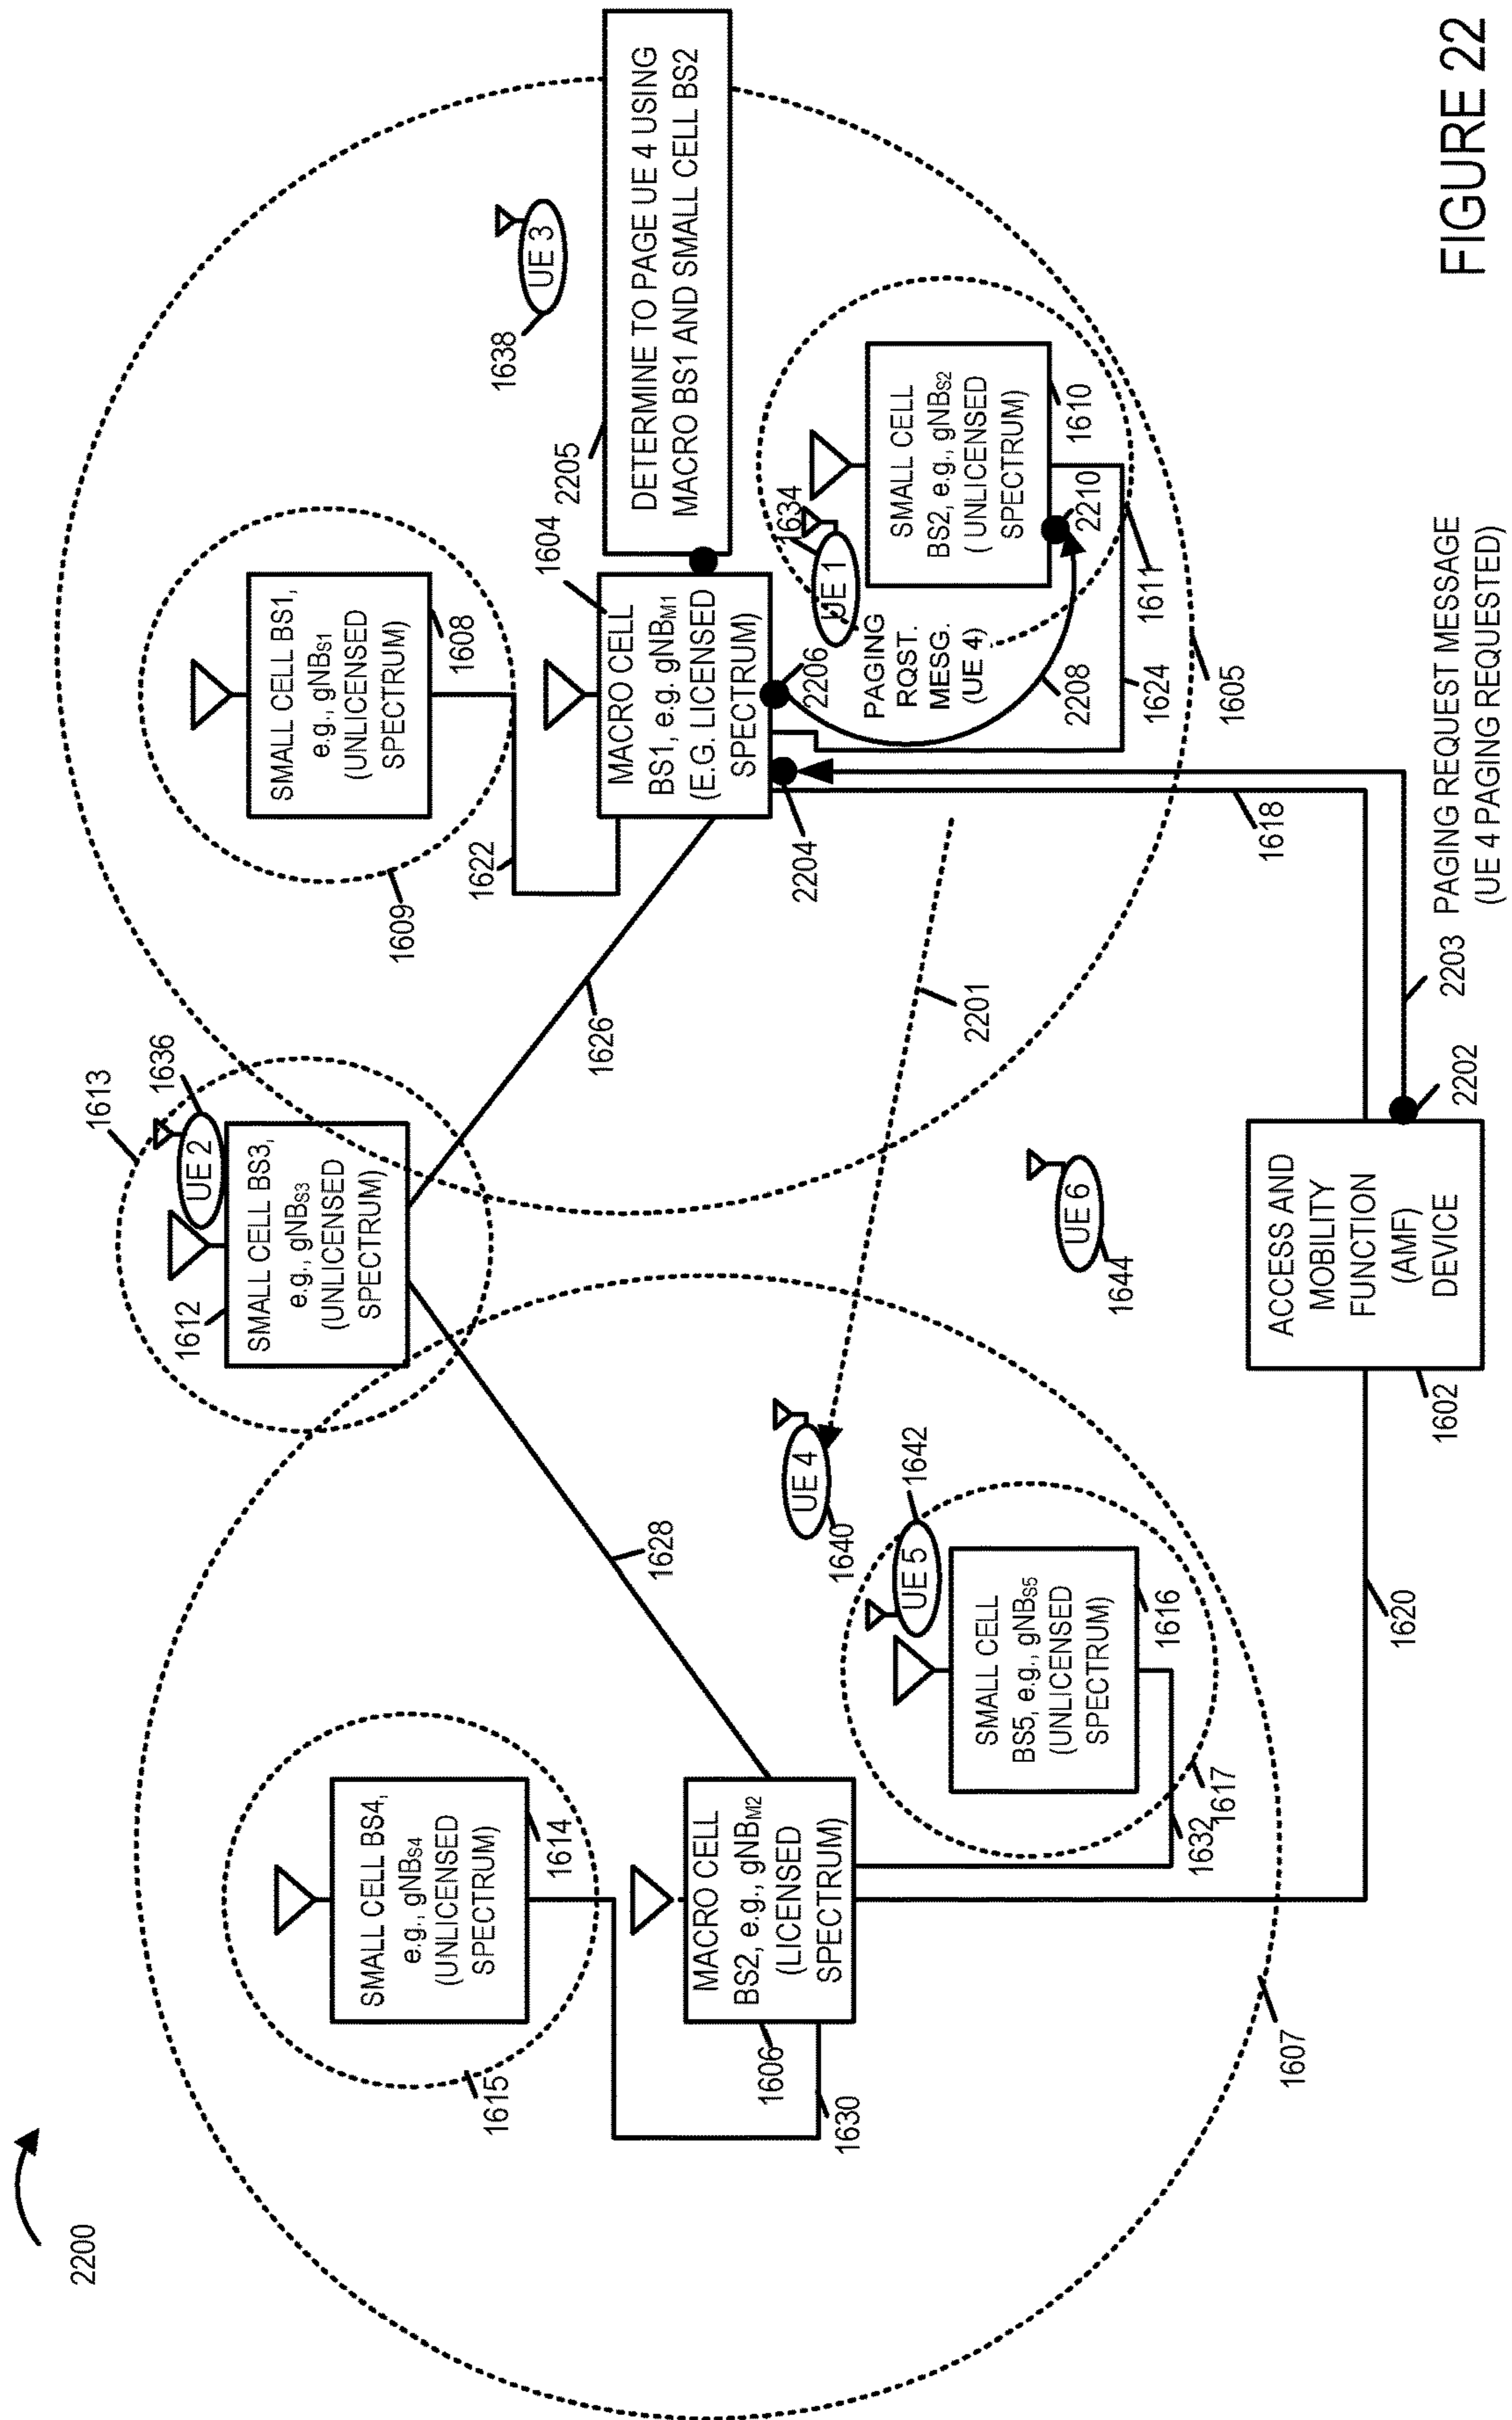 2200
1615
SMALL CELL BS4,
e.g., gNBS4
(UNLICENSED
SPECTRUM)
1614
1606
1630
MACRO CELL
BS2, e.g., gNBM2
(LICENSED
SPECTRUM)
1607
1632
1617
SMALL CELL
BS5, e.g., gNBS5
(UNLICENSED
SPECTRUM)
1616
UE 5
1642
UE 4
1640
1628
1620
1613
1612
UE 2
1636
SMALL CELL BS3,
e.g., gNBS3
(UNLICENSED
SPECTRUM)
1626
UE 6
1644
ACCESS AND
MOBILITY
FUNCTION
(AMF)
DEVICE
1602
2202
2201
1609
SMALL CELL BS1,
e.g., gNBS1
(UNLICENSED
SPECTRUM)
1608
1622
1604
MACRO CELL
BS1, e.g. gNBM1
(E.G. LICENSED
SPECTRUM)
2204
2206
2205
DETERMINE TO PAGE UE 4 USING
MACRO BS1 AND SMALL CELL BS2
UE 3
1638
1634
UE 1
PAGING
RQST.
MESG.
(UE 4)
SMALL CELL
BS2, e.g., gNBS2
( UNLICENSED
SPECTRUM)
1610
2210
2208
1624
1611
1605
1618
2203 PAGING REQUEST MESSAGE
(UE 4 PAGING REQUESTED)
FIGURE 22